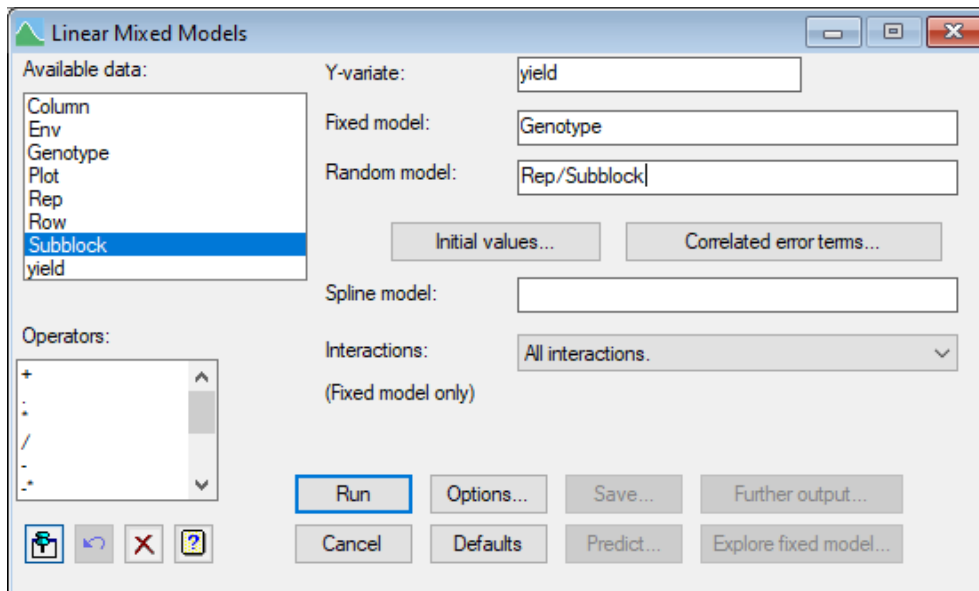 Linear Mixed Models
Available data:
Column
Env
Genotype
Plot
Rep
Row
Subblock
yield
Operators:
+
.
*
/
-
-*
Y-variate:
yield
Fixed model:
Genotype
Random model:
Rep/Subblock
Initial values...
Correlated error terms...
Spline model:
Interactions:
All interactions.
(Fixed model only)
Run
Options...
Save...
Further output...
Cancel
Defaults
Predict...
Explore fixed model...